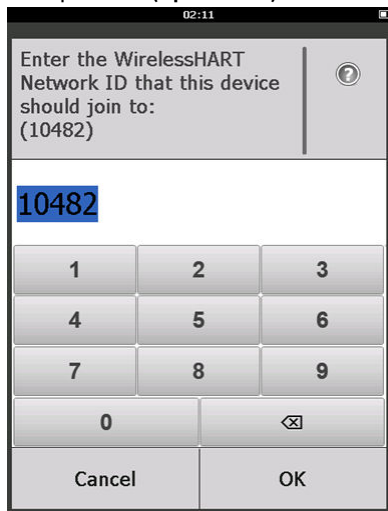 02:11
Enter the WirelessHART
Network ID that this device
should join to:
(10482)
?
10482
1 2 3
4 5 6
7 8 9
0
Cancel OK